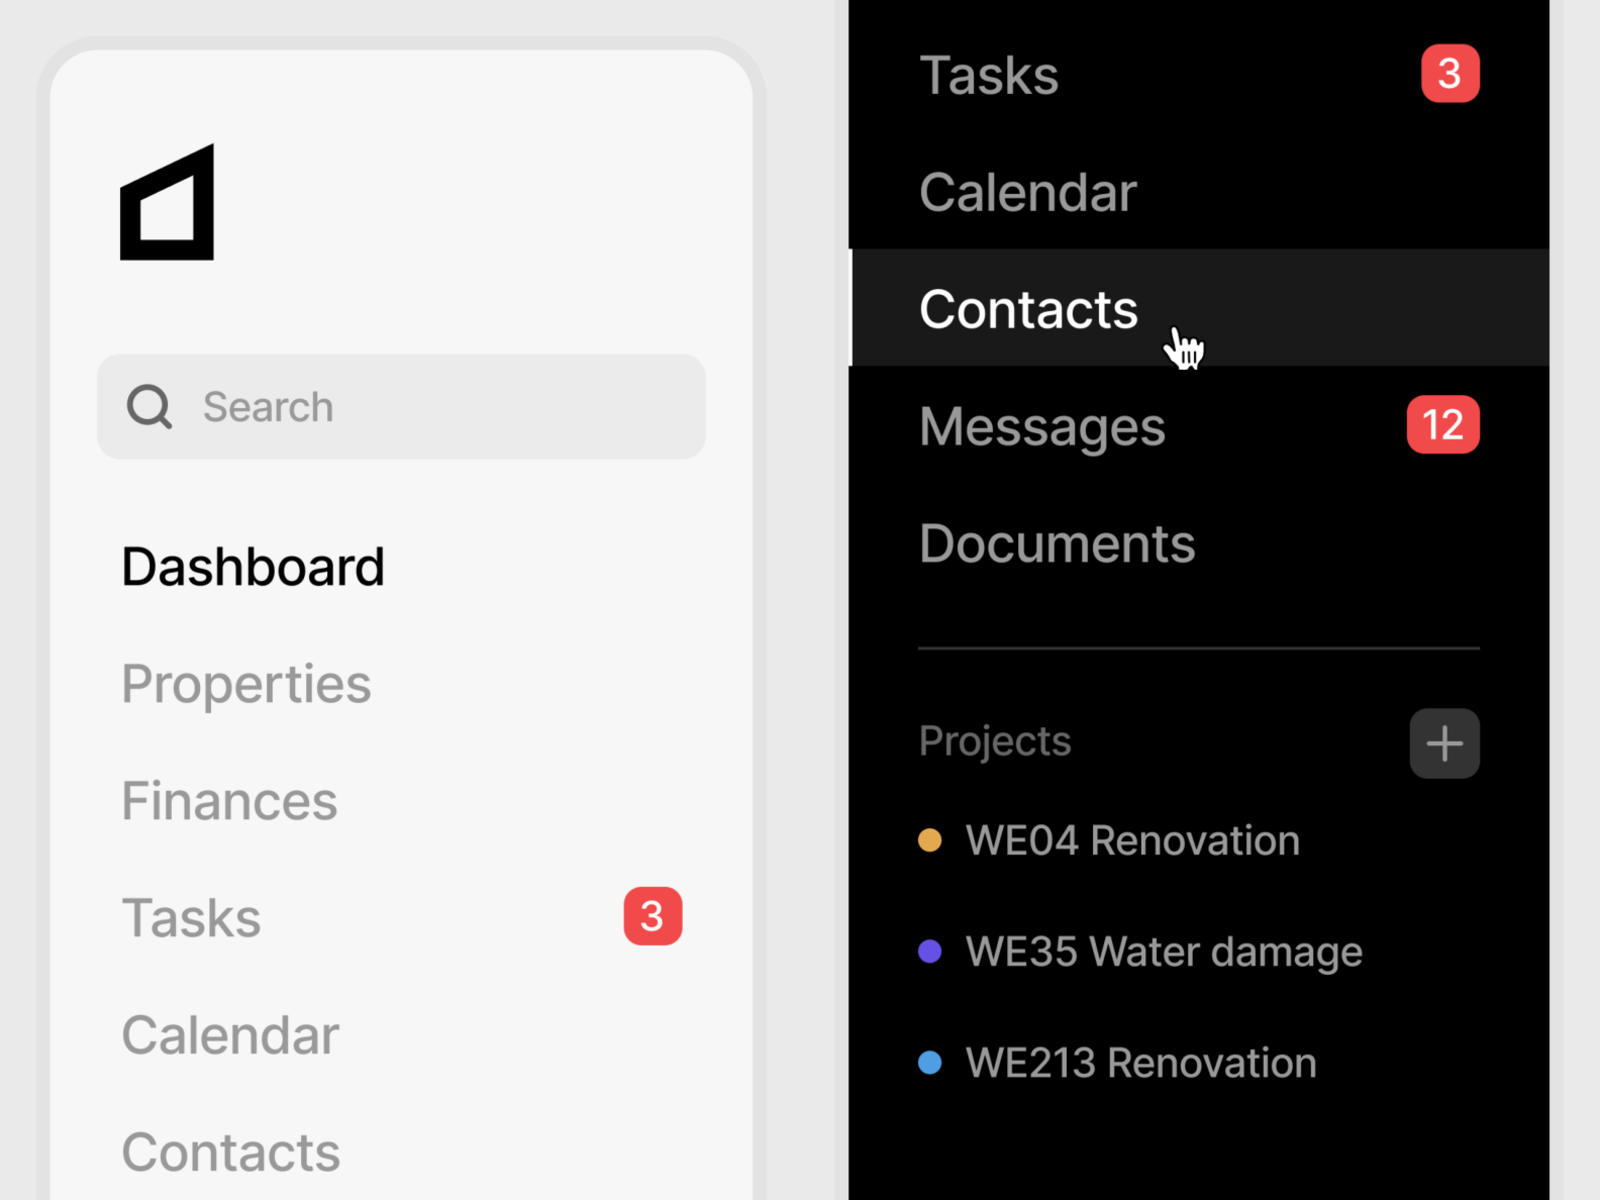 Search
Dashboard
Properties
Finances
Tasks 3
Calendar
Contacts
Tasks 3
Calendar
Contacts
Messages 12
Documents
Projects
WE04 Renovation
WE35 Water damage
WE213 Renovation